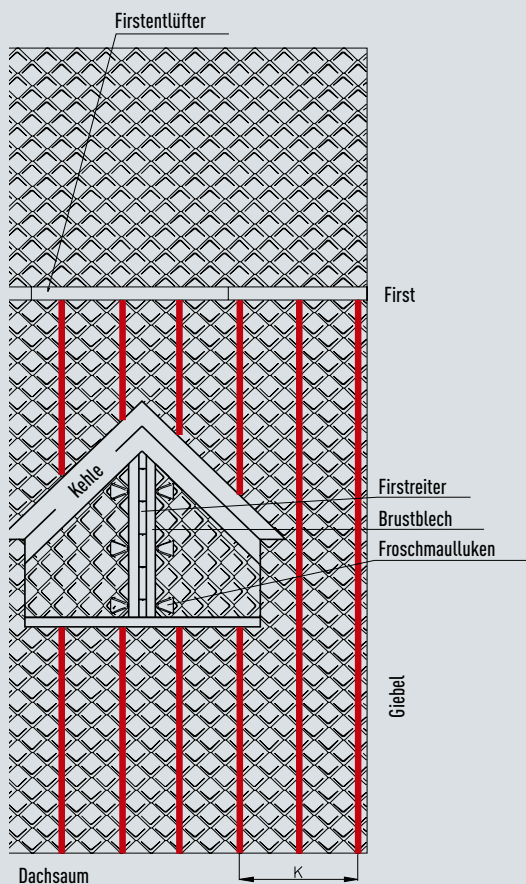 Firstentlüfter
First
Kehle
Firstreiter
Brustblech
Froschmaulluken
Giebel
K
Dachsaum